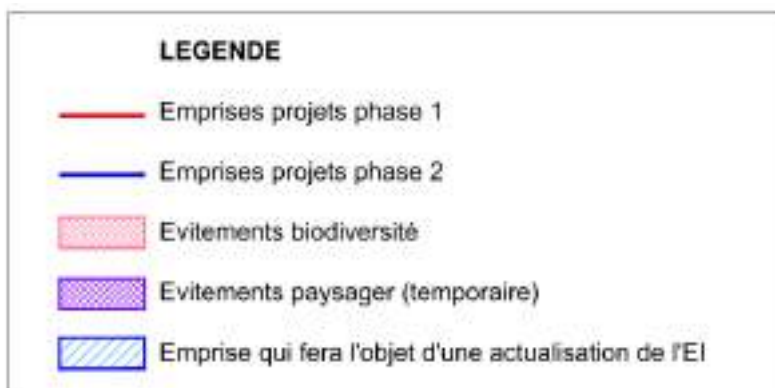 LEGENDE
Emprises projets phase 1
Emprises projets phase 2
Evitements biodiversité
Evitements paysager (temporaire)
Emprise qui fera l'objet d'une actualisation de l'EI